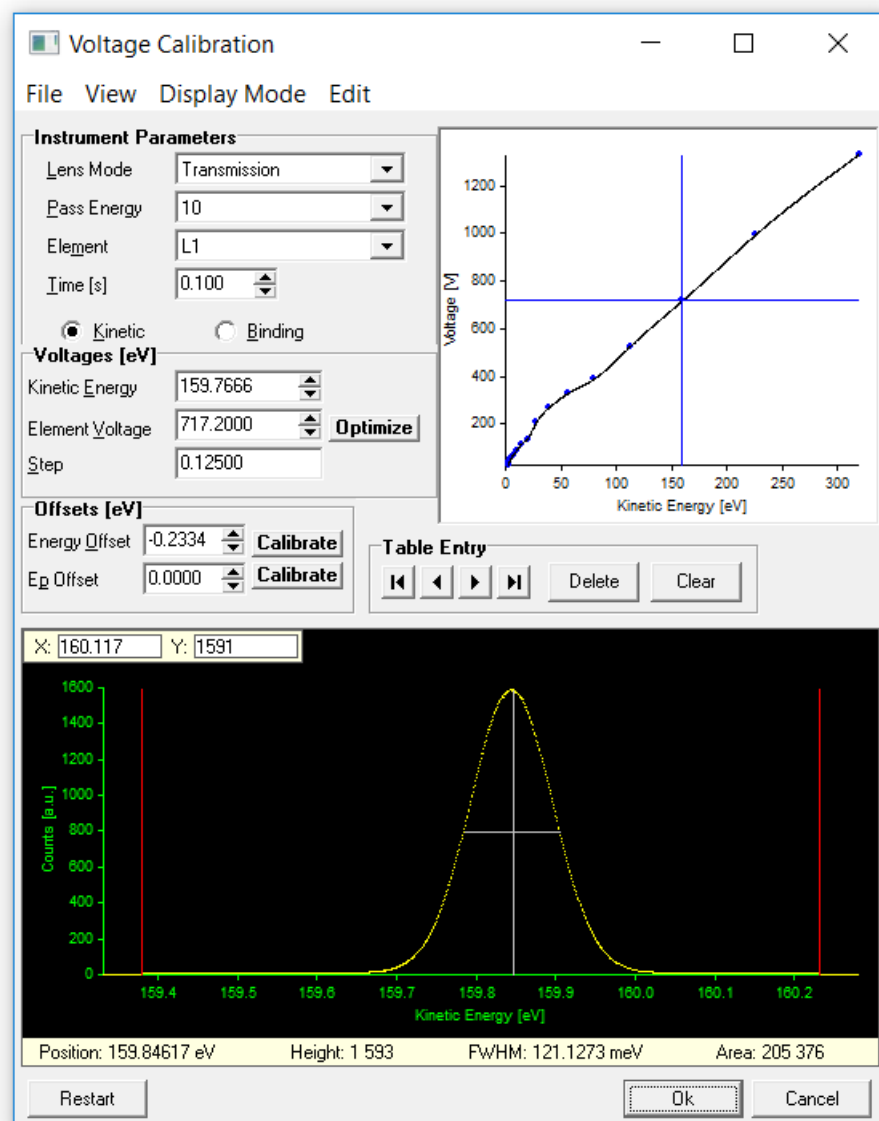 Voltage Calibration
File View Display Mode Edit
Instrument Parameters
Lens Mode Transmission
Pass Energy 10
Element L1
Time [s] 0.100
Kinetic Binding
Voltages [eV]
Kinetic Energy 159.7666
Element Voltage 717.2000 Optimize
Step 0.12500
Offsets [eV]
Energy Offset -0.2334 Calibrate
Ep Offset 0.0000 Calibrate
1200
1000
800
600
400
200
Voltage [V]
0 50 100 150 200 250 300
Kinetic Energy [eV]
Table Entry
Delete Clear
X: 160.117 Y: 1591
1600
1400
1200
1000
800
600
400
200
0
Counts [a.u.]
159.4 159.5 159.6 159.7 159.8 159.9 160.0 160.1 160.2
Kinetic Energy [eV]
Position: 159.84617 eV Height: 1 593 FWHM: 121.1273 meV Area: 205 376
Restart Ok Cancel